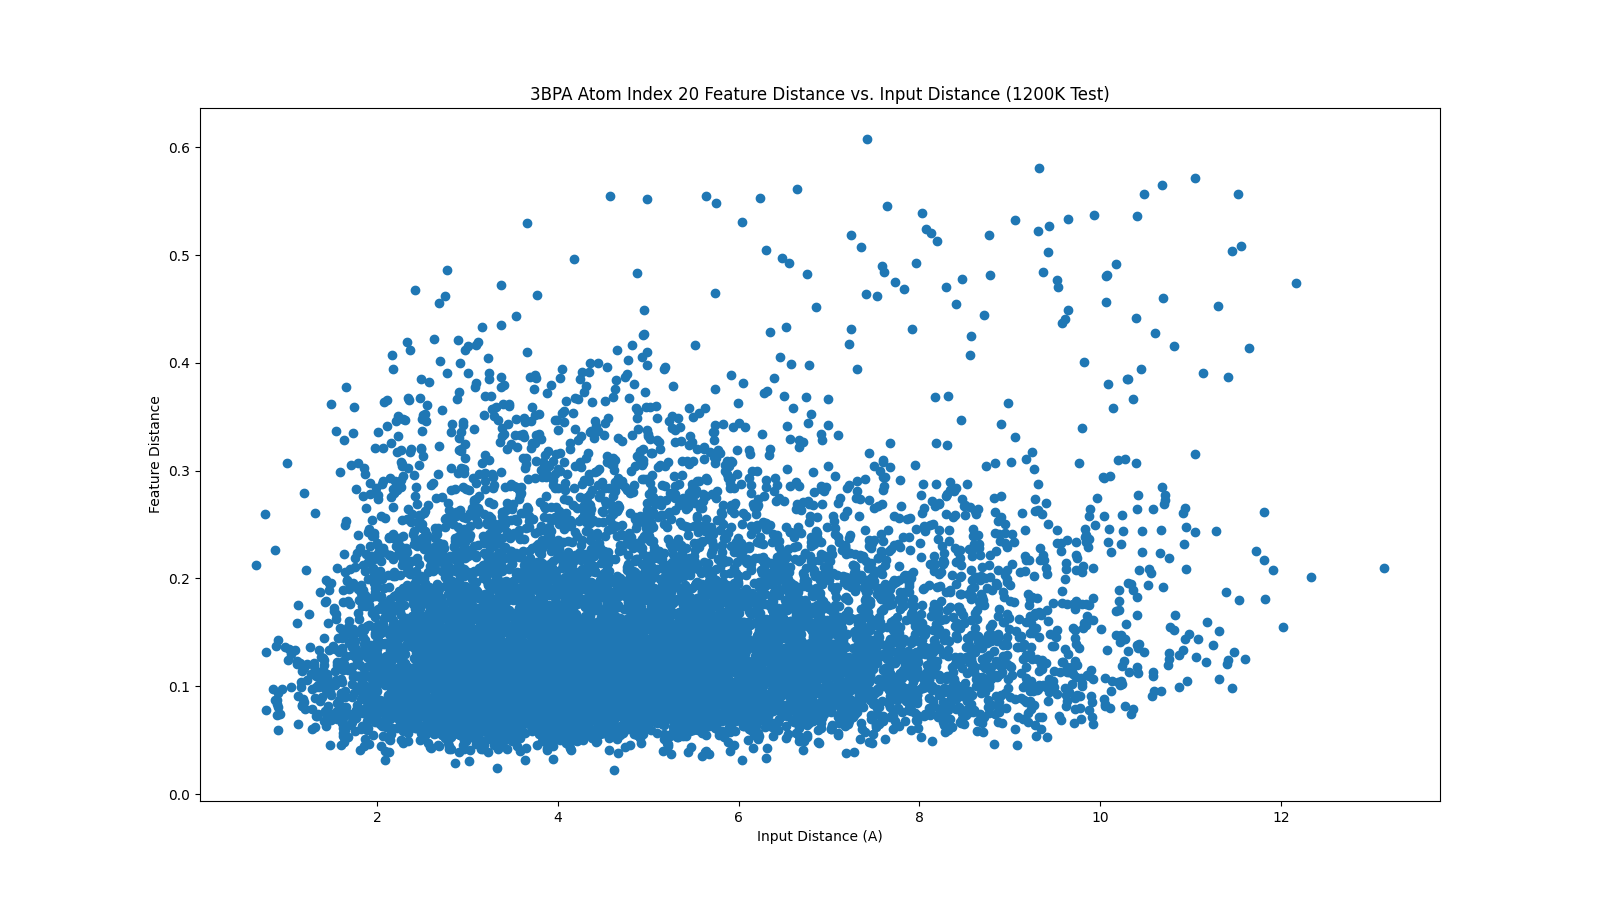 3BPA Atom Index 20 Feature Distance vs. Input Distance (1200K Test)
0.6
0.5
0.4
0.3
0.2
0.1
0.0
Feature Distance
2 4 6 8 10 12
Input Distance (A)